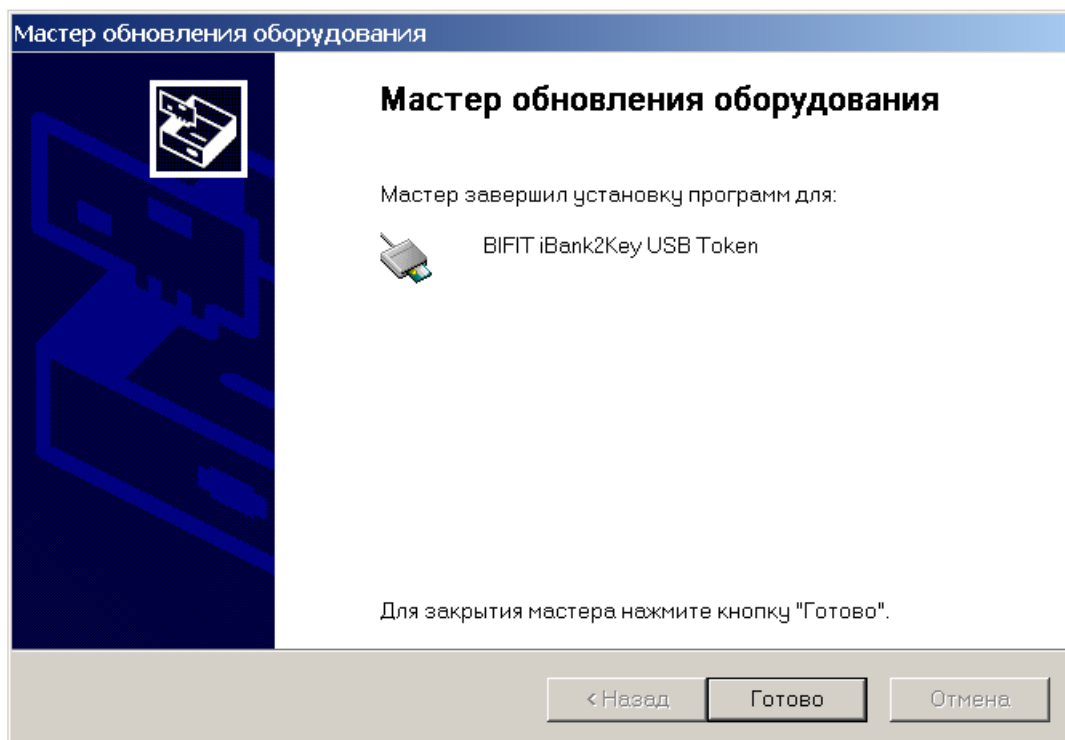 Мастер обновления оборудования
Мастер обновления оборудования
Мастер завершил установку программ для:
BIFIT iBank2Key USB Token
Для закрытия мастера нажмите кнопку "Готово".
< Назад Готово Отмена